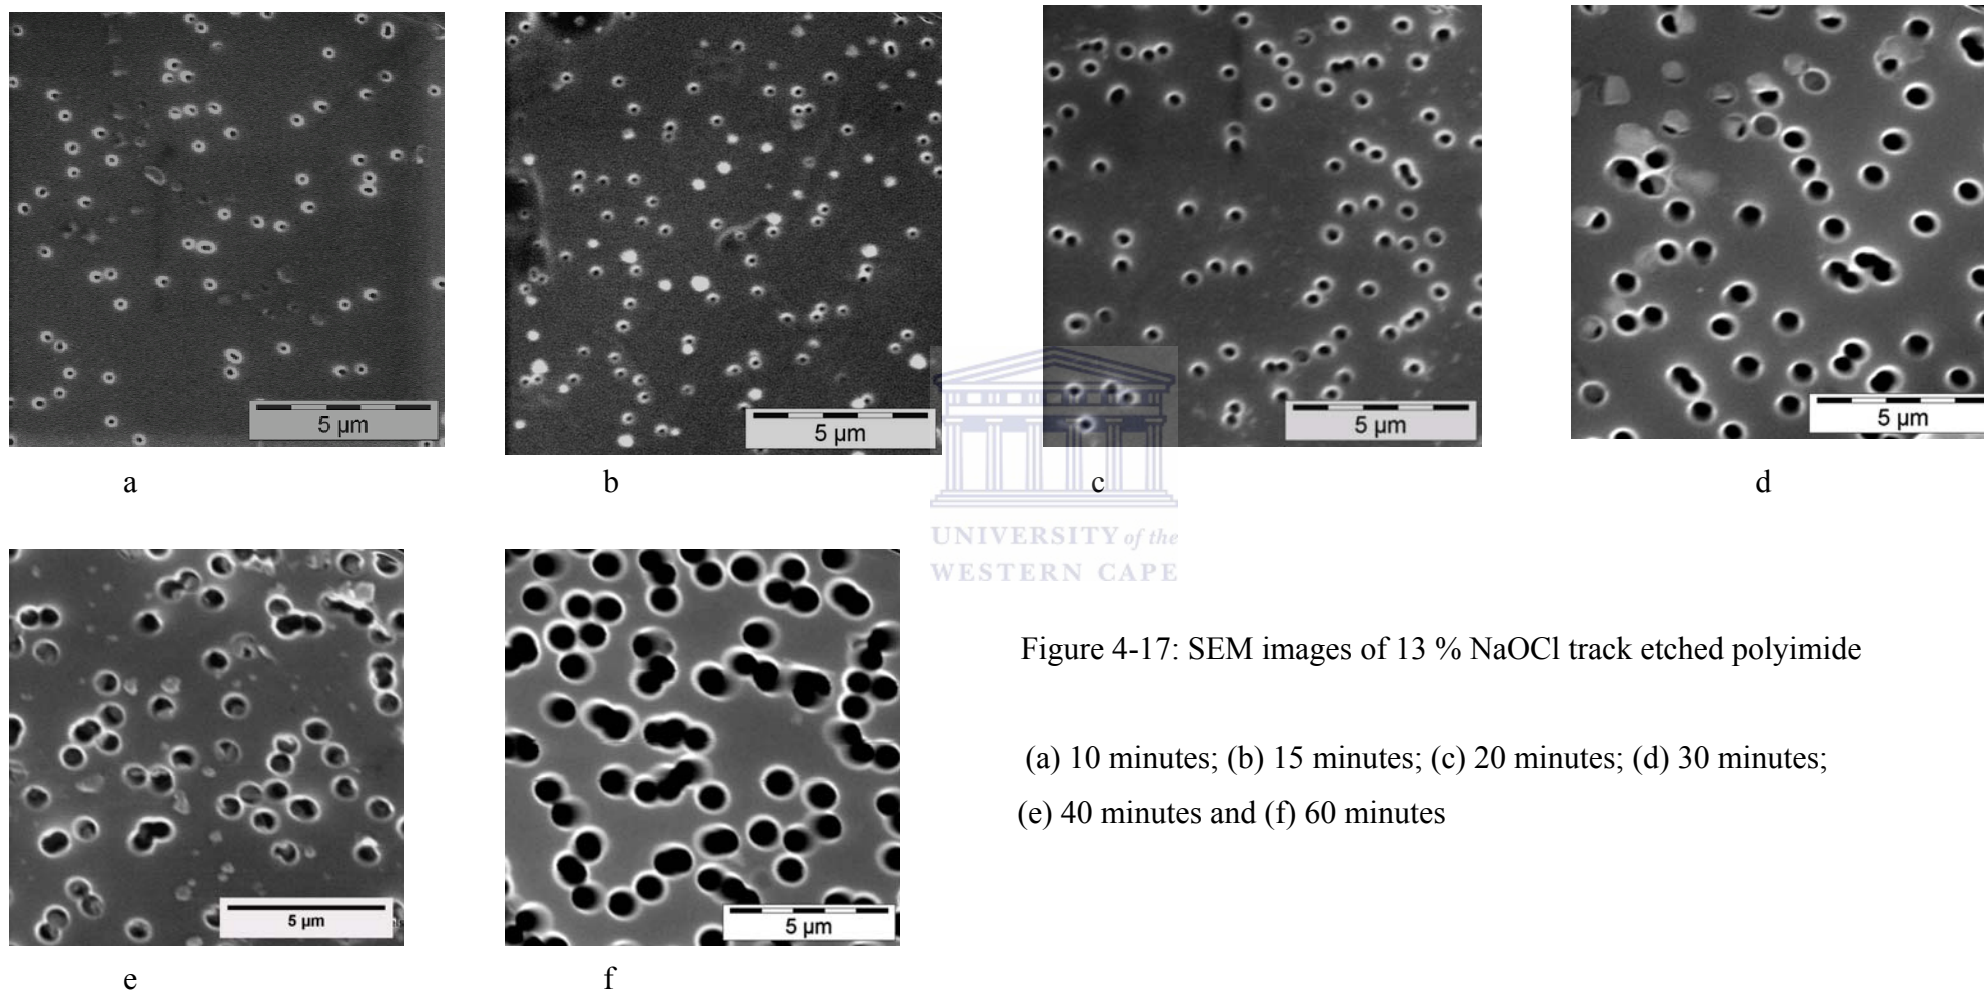 5 µm
5 µm
5 µm
5 µm
a
b
c
d
UNIVERSITY of the
WESTERN CAPE
5 µm
5 µm
Figure 4-17: SEM images of 13 % NaOCl track etched polyimide
(a) 10 minutes; (b) 15 minutes; (c) 20 minutes; (d) 30 minutes;
(e) 40 minutes and (f) 60 minutes
e
f